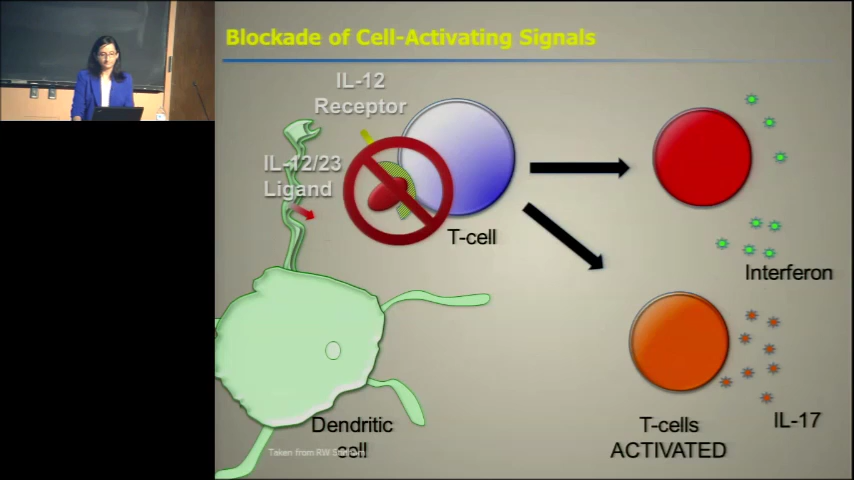 Blockade of Cell-Activating Signals
IL-12
Receptor
IL-12/23
Ligand
T-cell
Interferon
Dendritic
cell
Taken from RW
T-cells
ACTIVATED
IL-17